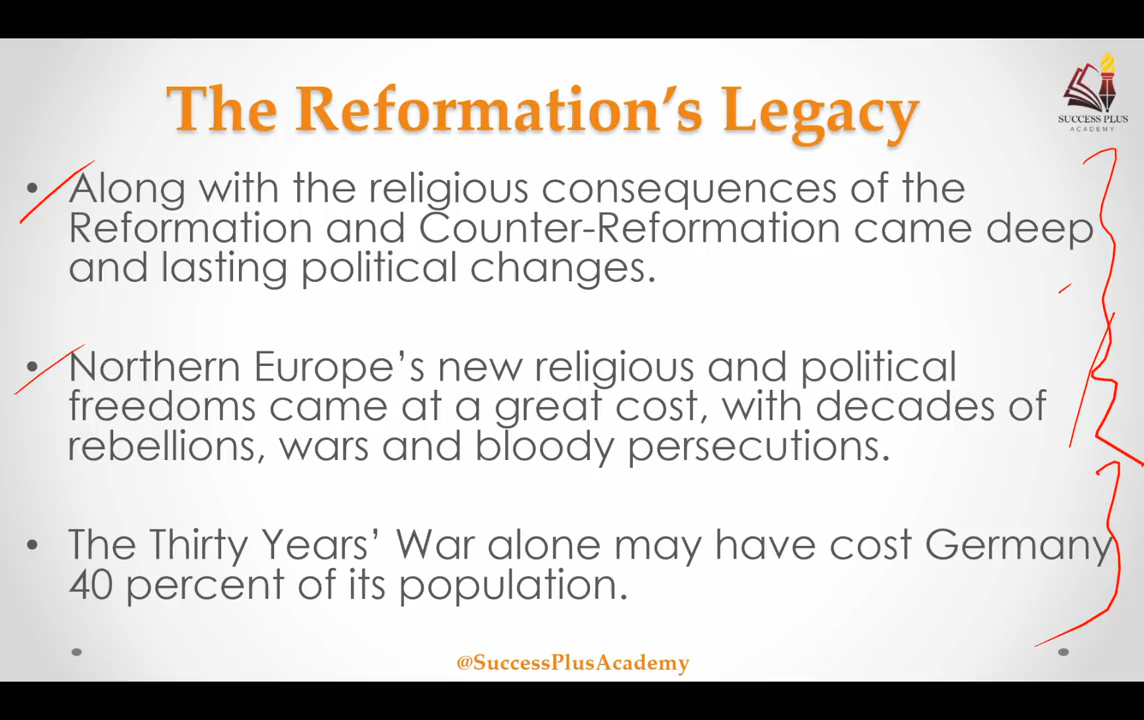 The Reformation’s Legacy
SUCCESS PLUS
ACADEMY
• Along with the religious consequences of the
Reformation and Counter-Reformation came deep
and lasting political changes.
• Northern Europe’s new religious and political
freedoms came at a great cost, with decades of
rebellions, wars and bloody persecutions.
• The Thirty Years’ War alone may have cost Germany
40 percent of its population.
@SuccessPlusAcademy